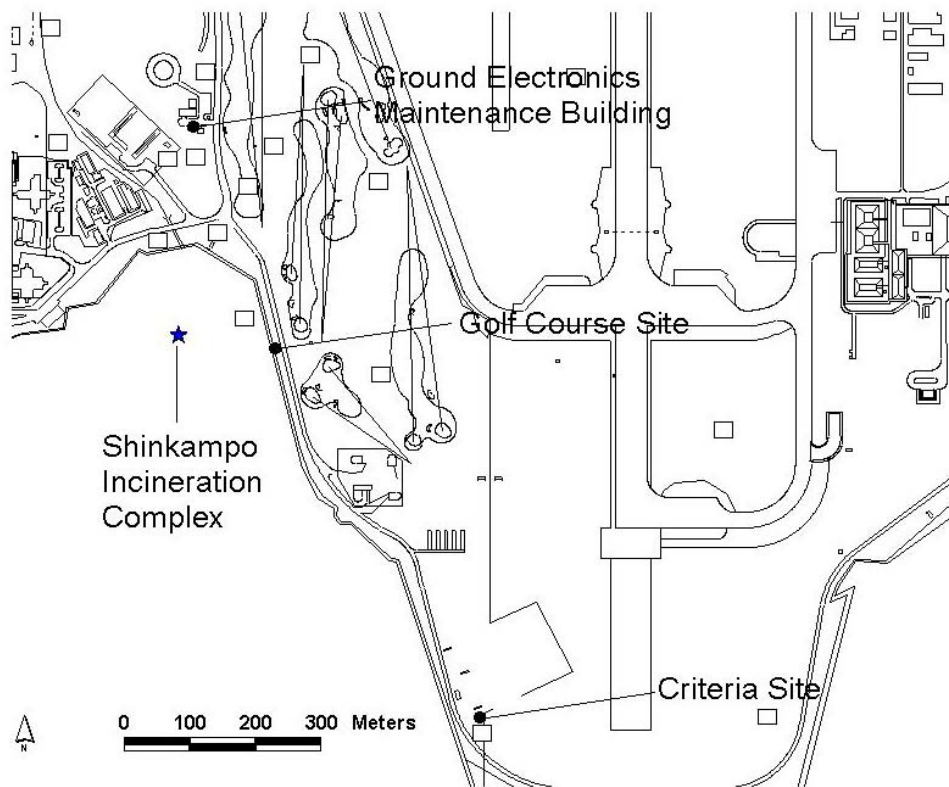 Ground Electronics
Maintenance Building
Golf Course Site
Shinkampo
Incineration
Complex
Criteria Site
0 100 200 300 Meters
N